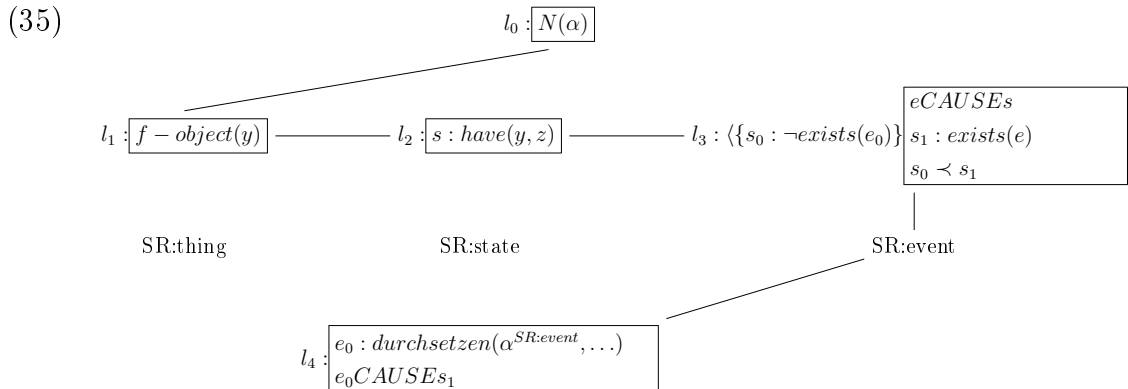 (35)
l₀ : N(α)
l₁ : f − object(y) l₂ : s : have(y, z) l₃ : ⟨{s₀ : ¬exists(e₀)}
eCAUSEs
s₁ : exists(e)
s₀ ≺ s₁
SR:thing SR:state SR:event
l₄ :
e₀ : durchsetzen(α^{SR:event}, . . .)
e₀CAUSEs₁